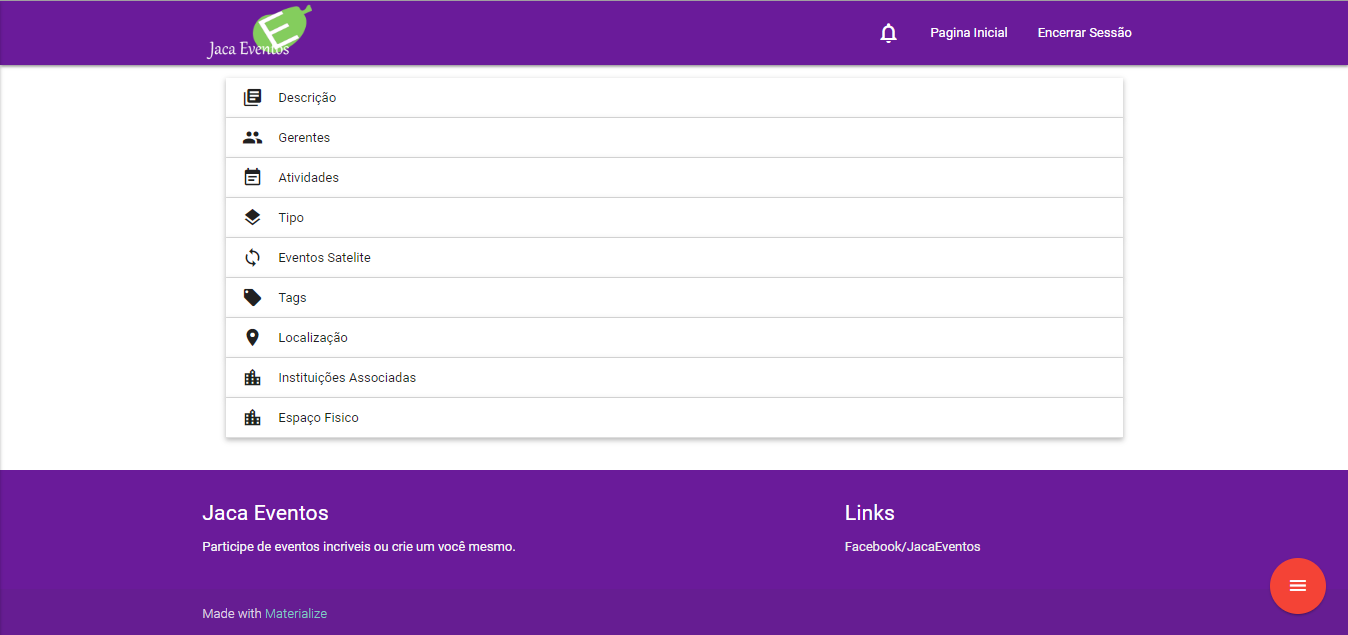 Jaca Eventos
Pagina Inicial
Encerrar Sessão
Descrição
Gerentes
Atividades
Tipo
Eventos Satelite
Tags
Localização
Instituições Associadas
Espaço Fisico
Jaca Eventos
Participe de eventos incriveis ou crie um você mesmo.
Links
Facebook/JacaEventos
Made with Materialize